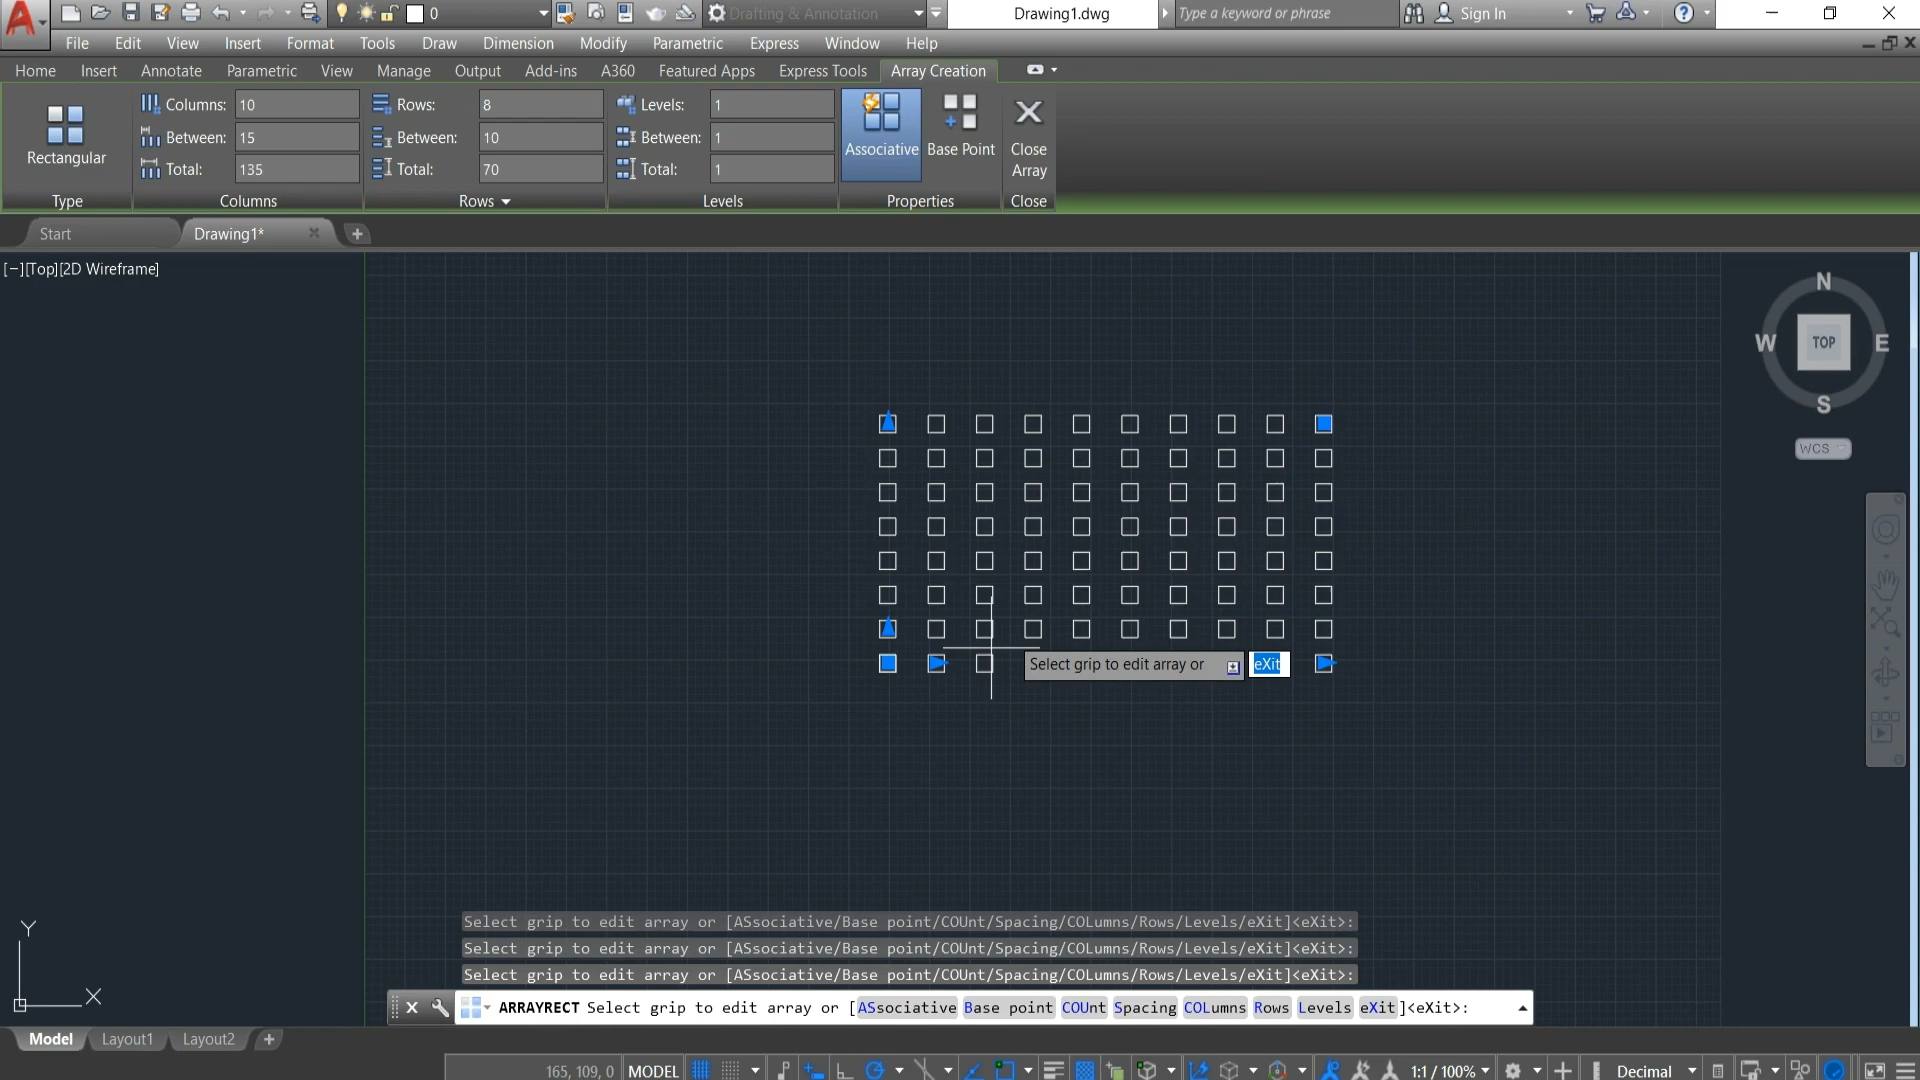 0 Drafting & Annotation Drawing1.dwg Type a keyword or phrase Sign In
File Edit View Insert Format Tools Draw Dimension Modify Parametric Express Window Help
Home Insert Annotate Parametric View Manage Output Add-ins A360 Featured Apps Express Tools Array Creation
Columns: 10 Rows: 8 Levels: 1
Between: 15 Between: 10 Between: 1
Total: 135 Total: 70 Total: 1
Rectangular Associative Base Point Close Array
Type Columns Rows Levels Properties Close
Start Drawing1* +
[−][Top][2D Wireframe]
N
W TOP E
S
WCS
Select grip to edit array or eXit
Select grip to edit array or [ASsociative/Base point/COUnt/Spacing/COLumns/Rows/Levels/eXit]<eXit>:
Select grip to edit array or [ASsociative/Base point/COUnt/Spacing/COLumns/Rows/Levels/eXit]<eXit>:
Select grip to edit array or [ASsociative/Base point/COUnt/Spacing/COLumns/Rows/Levels/eXit]<eXit>:
ARRAYRECT Select grip to edit array or [ASsociative Base point COUnt Spacing COLumns Rows Levels eXit]<eXit>:
Y
X
Model Layout1 Layout2 +
165, 109, 0 MODEL 1:1 / 100% Decimal